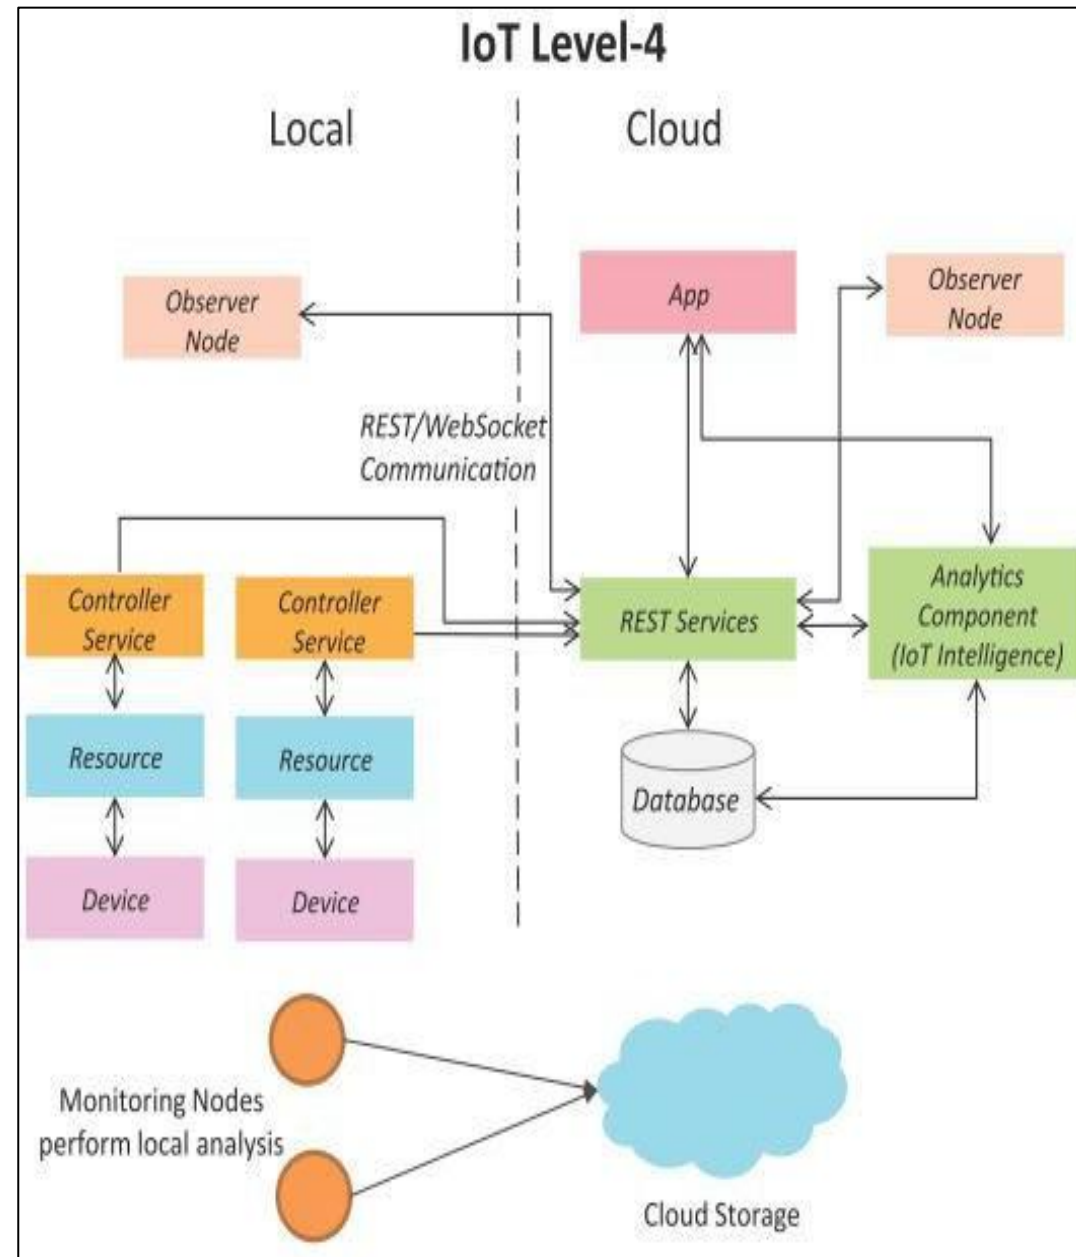 IoT Level-4
Local
Cloud
Observer
Node
App
Observer
Node
REST/WebSocket
Communication
Controller
Service
Controller
Service
REST Services
Analytics
Component
(IoT Intelligence)
Resource
Resource
Database
Device
Device
Monitoring Nodes
perform local analysis
Cloud Storage